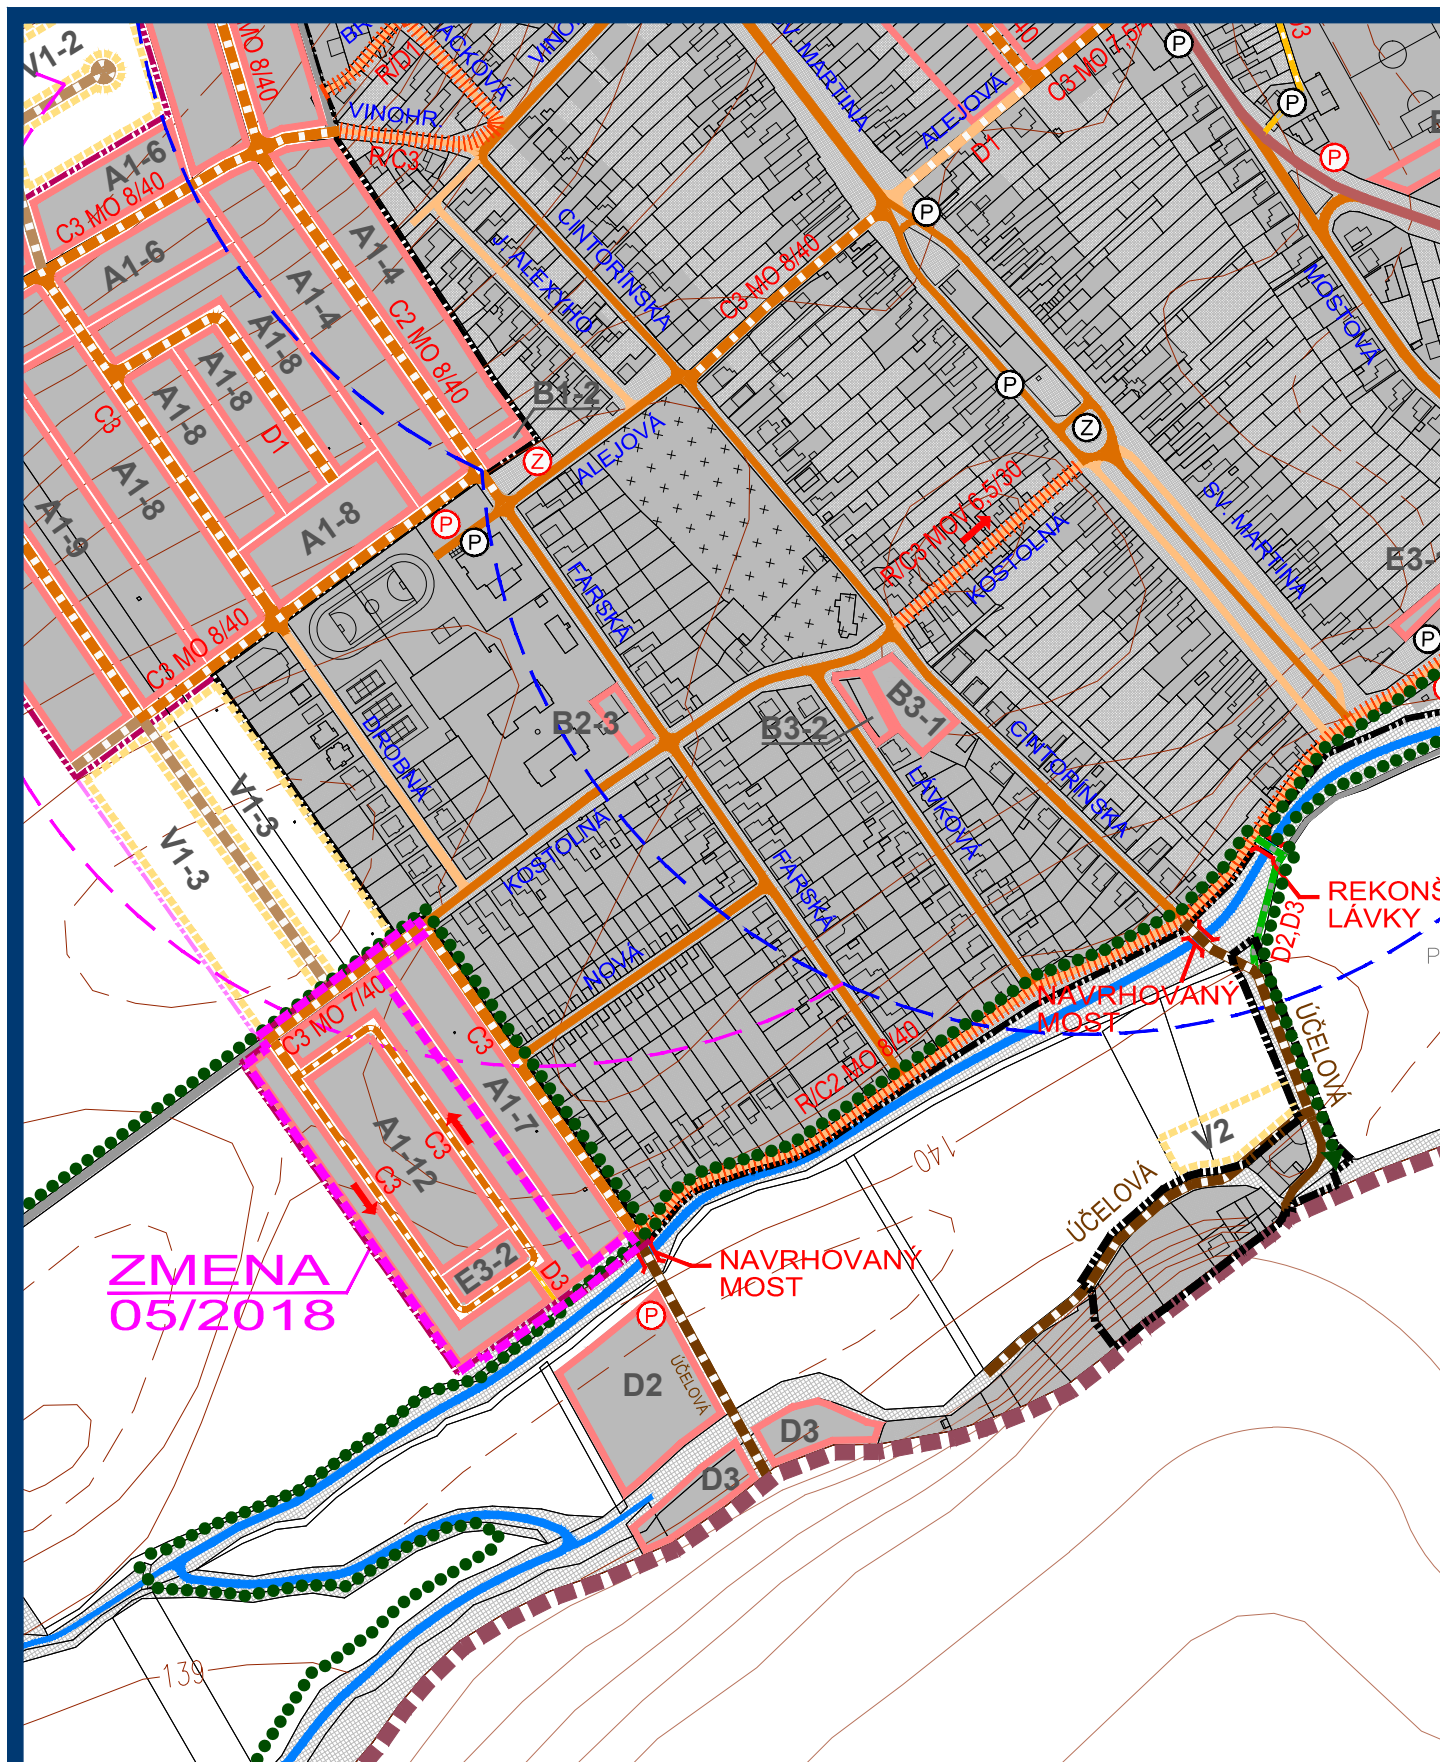 V1-2
MO 8/40
R/D1
VINOHR
R/C3
SV. MARTINA
ALEJOVÁ
D1
P
P
P
A1-6
C3 MO 8/40
A1-6
A1-4
A1-4
C2 MO 8/40
J. ALEXYHO
CINTORÍNSKA
C3 MO 8/40
P
MOSTOVÁ
A1-8
A1-8
A1-8
C3
D1
A1-8
A1-9
A1-8
B1-2
Z
ALEJOVÁ
P
Z
P
P
R/C3 MOV 6,5/30
KOSTOLNÁ
SV. MARTINA
E3-
P
FARSKÁ
C3 MO 8/40
DROBNÁ
B2-3
B3-2
B3-1
CINTORÍNSKA
LÁVKOVÁ
V1-3
V1-3
KOSTOLNÁ
FARSKÁ
NOVÁ
REKONŠ
LÁVKY
D2,D3
P
NAVRHOVANÝ
MOST
ÚČELOVÁ
C3 MO 7/40
C3
A1-7
R/C2 MO 8/40
A1-12
C3
C3
V2
140
ÚČELOVÁ
E3-2
D3
NAVRHOVANÝ
MOST
ZMENA
05/2018
P
D2
ÚČELOVÁ
D3
D3
139